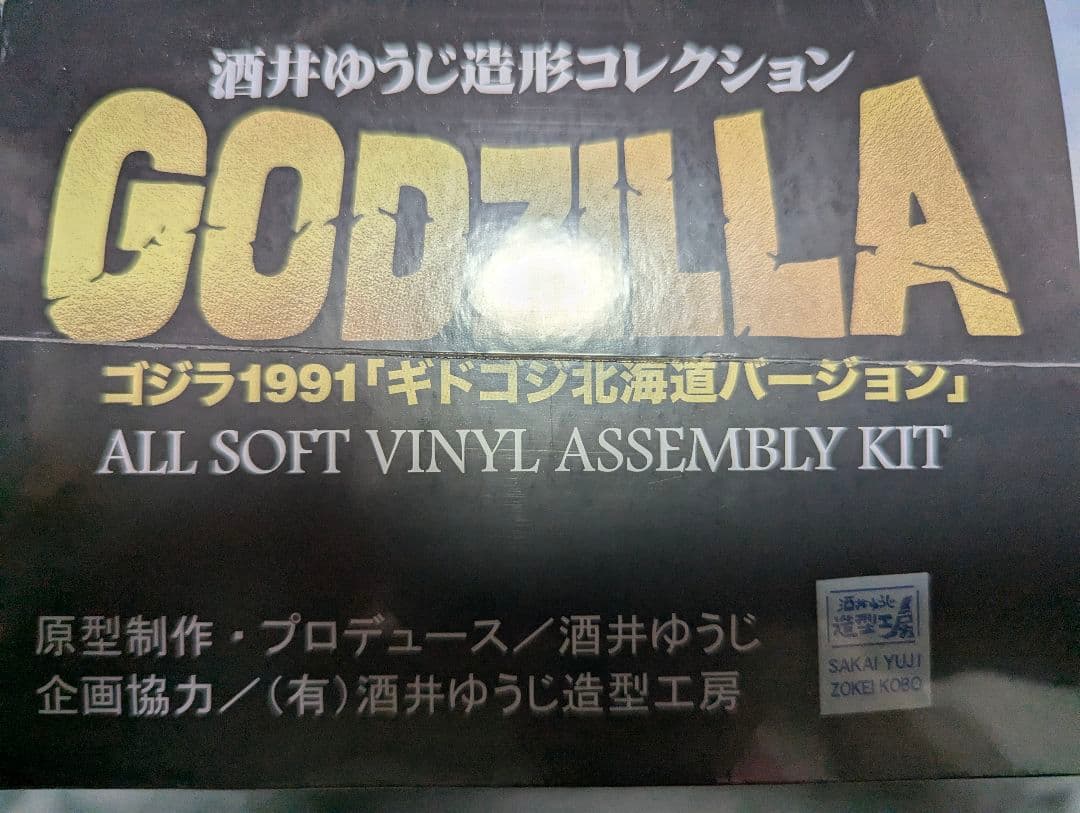 酒井ゆうじ造形コレクション
GODZILLA
ゴジラ1991「ギドゴジ北海道バージョン」
ALL SOFT VINYL ASSEMBLY KIT
原型制作・プロデュース／酒井ゆうじ
企画協力／(有)酒井ゆうじ造型工房
酒井ゆうじ
造型工房
SAKAI YUJI
ZOKEI KOBO